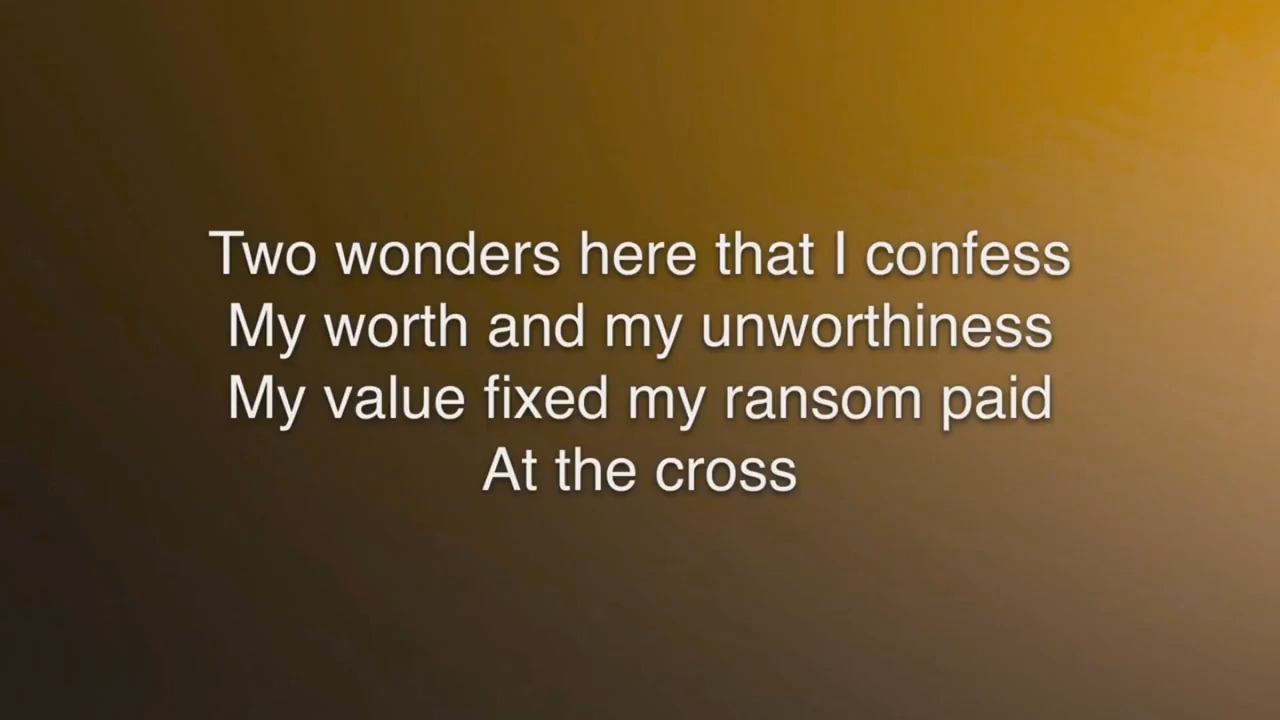 Two wonders here that I confess
My worth and my unworthiness
My value fixed my ransom paid
At the cross